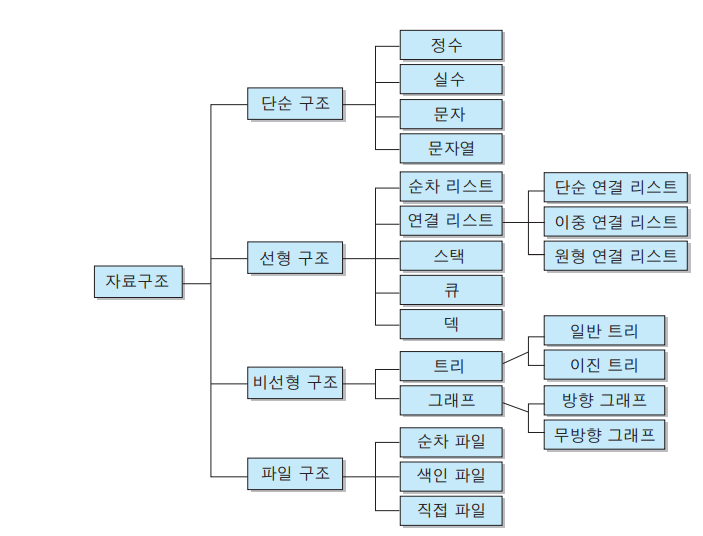 자료구조
단순 구조
정수
실수
문자
문자열
선형 구조
순차 리스트
연결 리스트
단순 연결 리스트
이중 연결 리스트
원형 연결 리스트
스택
큐
덱
비선형 구조
트리
일반 트리
이진 트리
그래프
방향 그래프
무방향 그래프
파일 구조
순차 파일
색인 파일
직접 파일